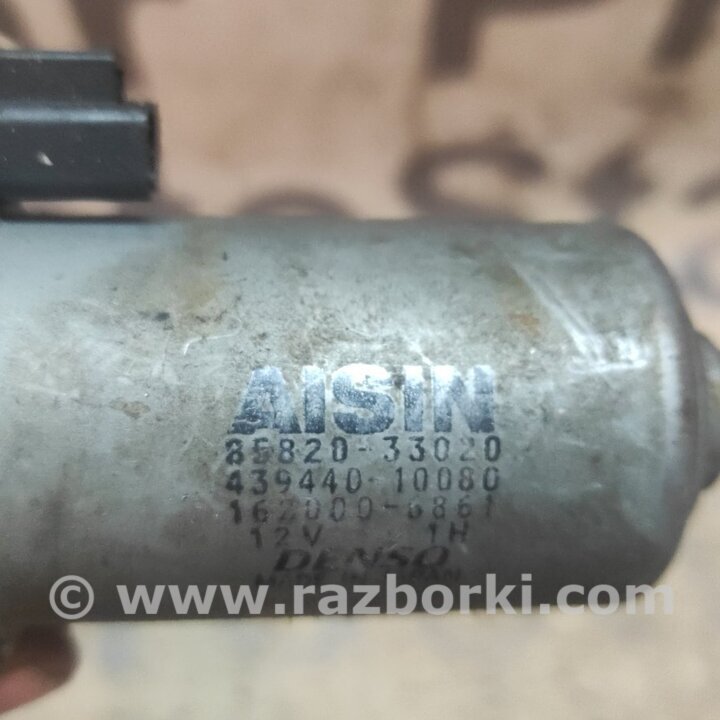 AISIN
85820-33020
439440-10080
162000-6861
12V 1H
DENSO
© www.razborki.com